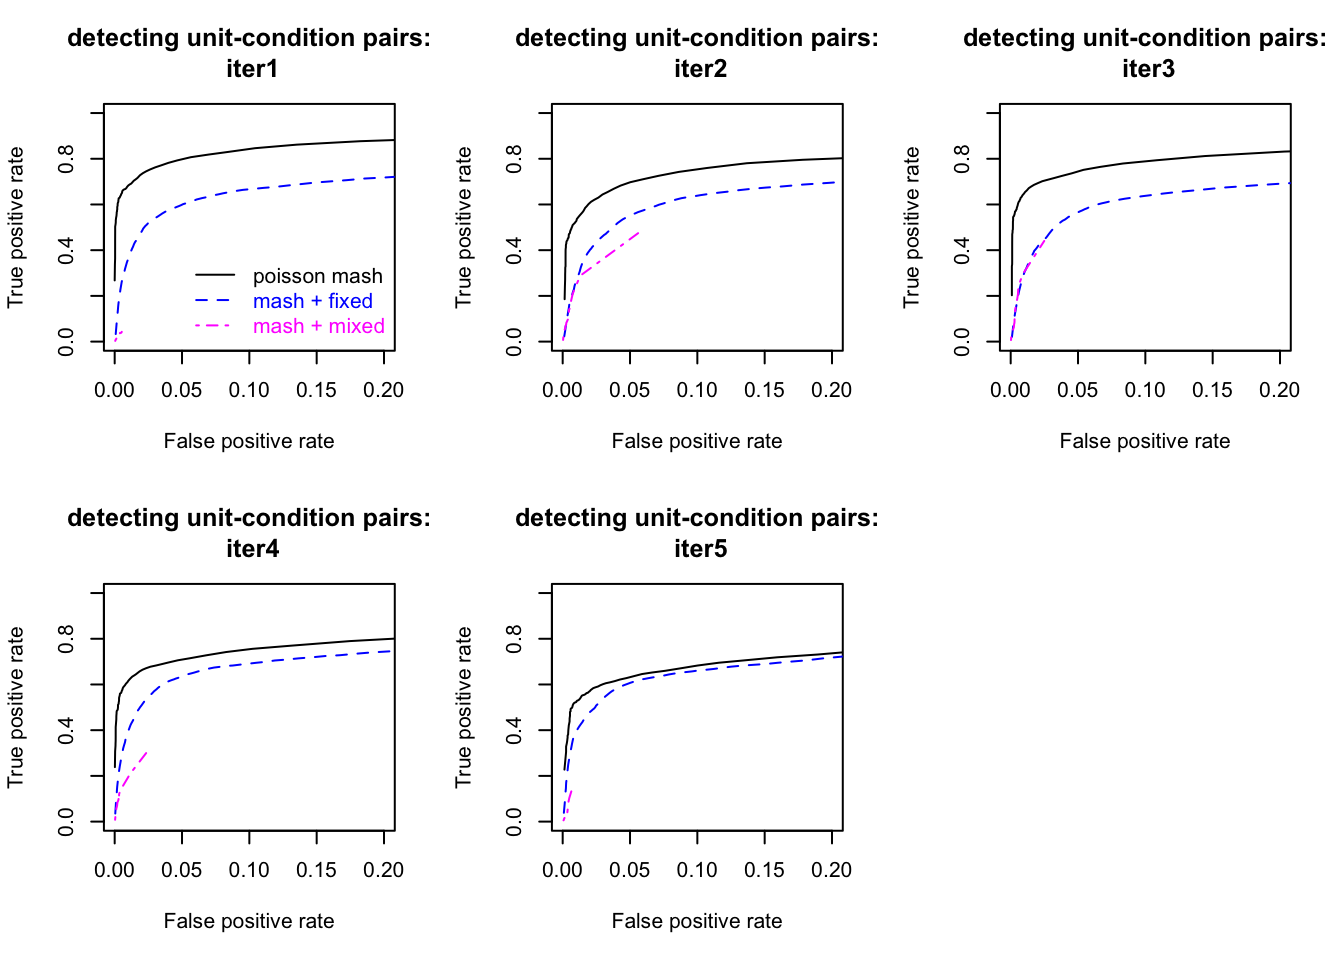 detecting unit-condition pairs:
iter1
True positive rate
0.8
0.4
0.0
poisson mash
mash + fixed
mash + mixed
0.00 0.05 0.10 0.15 0.20
False positive rate
detecting unit-condition pairs:
iter2
True positive rate
0.8
0.4
0.0
0.00 0.05 0.10 0.15 0.20
False positive rate
detecting unit-condition pairs:
iter3
True positive rate
0.8
0.4
0.0
0.00 0.05 0.10 0.15 0.20
False positive rate
detecting unit-condition pairs:
iter4
True positive rate
0.8
0.4
0.0
0.00 0.05 0.10 0.15 0.20
False positive rate
detecting unit-condition pairs:
iter5
True positive rate
0.8
0.4
0.0
0.00 0.05 0.10 0.15 0.20
False positive rate